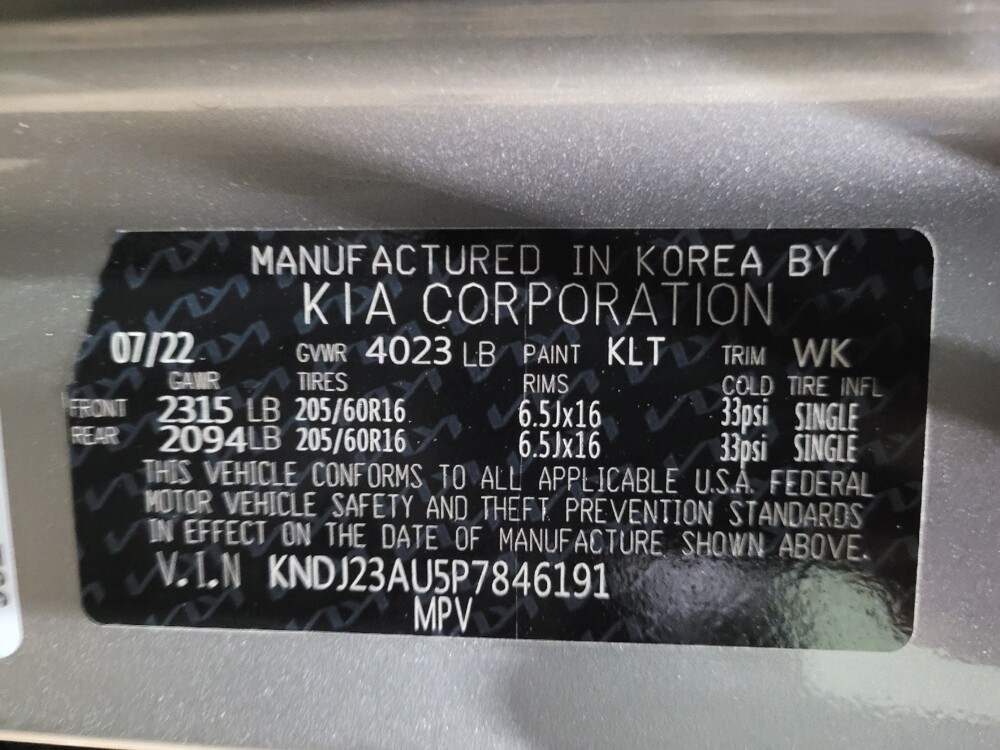 MANUFACTURED IN KOREA BY
KIA CORPORATION
07/22 GVWR 4023 LB PAINT KLT TRIM WK
GAWR TIRES RIMS COLD TIRE INFL
FRONT 2315 LB 205/60R16 6.5Jx16 33psi SINGLE
REAR 2094 LB 205/60R16 6.5Jx16 33psi SINGLE
THIS VEHICLE CONFORMS TO ALL APPLICABLE U.S.A. FEDERAL
MOTOR VEHICLE SAFETY AND THEFT PREVENTION STANDARDS
IN EFFECT ON THE DATE OF MANUFACTURE SHOWN ABOVE.
V.I.N KNDJ23AU5P7846191
MPV